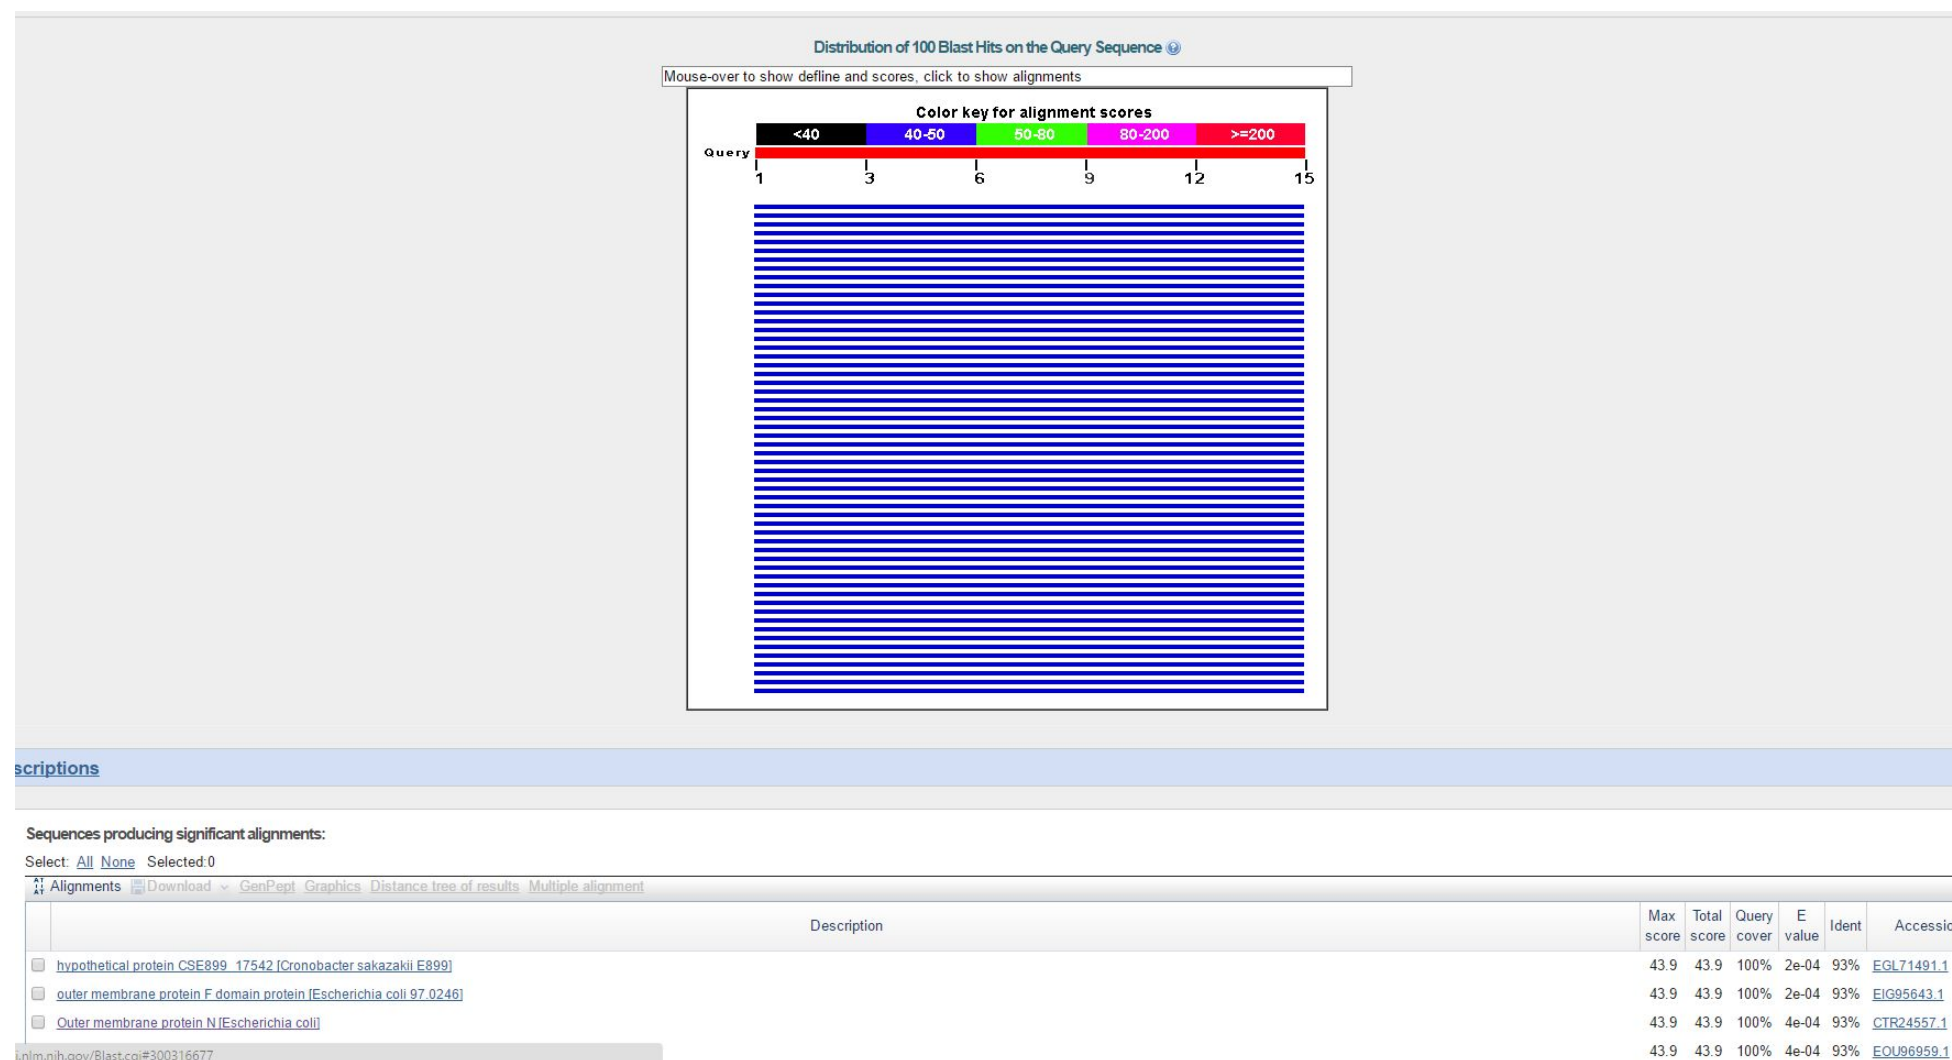 Distribution of 100 Blast Hits on the Query Sequence
Mouse-over to show defline and scores, click to show alignments
Color key for alignment scores
<40 40-50 50-80 80-200 >=200
Query
1 3 6 9 12 15
scriptions
Sequences producing significant alignments:
Select: All None Selected:0
Alignments Download GenPept Graphics Distance tree of results Multiple alignment
Description Max score Total score Query cover E value Ident Accessio
hypothetical protein CSE899_17542 [Cronobacter sakazakii E899] 43.9 43.9 100% 2e-04 93% EGL71491.1
outer membrane protein F domain protein [Escherichia coli 97.0246] 43.9 43.9 100% 2e-04 93% EIG95643.1
Outer membrane protein N [Escherichia coli] 43.9 43.9 100% 4e-04 93% CTR24557.1
43.9 43.9 100% 4e-04 93% EOU96959.1
i.nlm.nih.gov/Blast.cgi#300316677